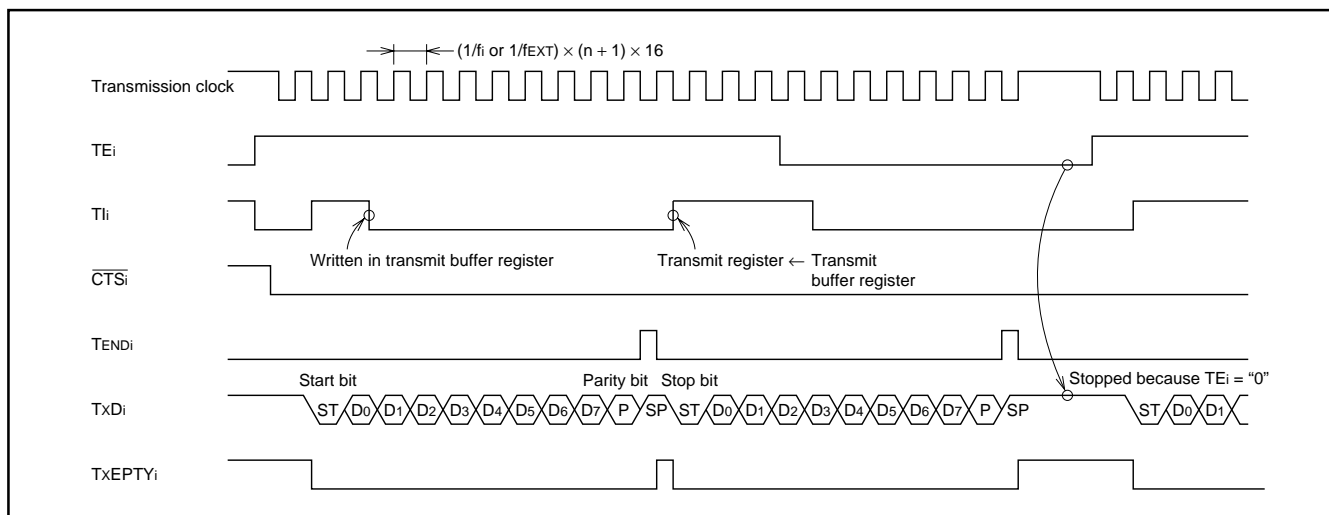 (1/fi or 1/fEXT) × (n + 1) × 16
Transmission clock
TEi
TIi
Written in transmit buffer register
Transmit register ← Transmit
buffer register
CTSi
TENDi
Start bit
Parity bit
Stop bit
Stopped because TEi = “0”
TXDi
ST D0 D1 D2 D3 D4 D5 D6 D7 P SP ST D0 D1 D2 D3 D4 D5 D6 D7 P SP ST D0 D1
TXEPTYi